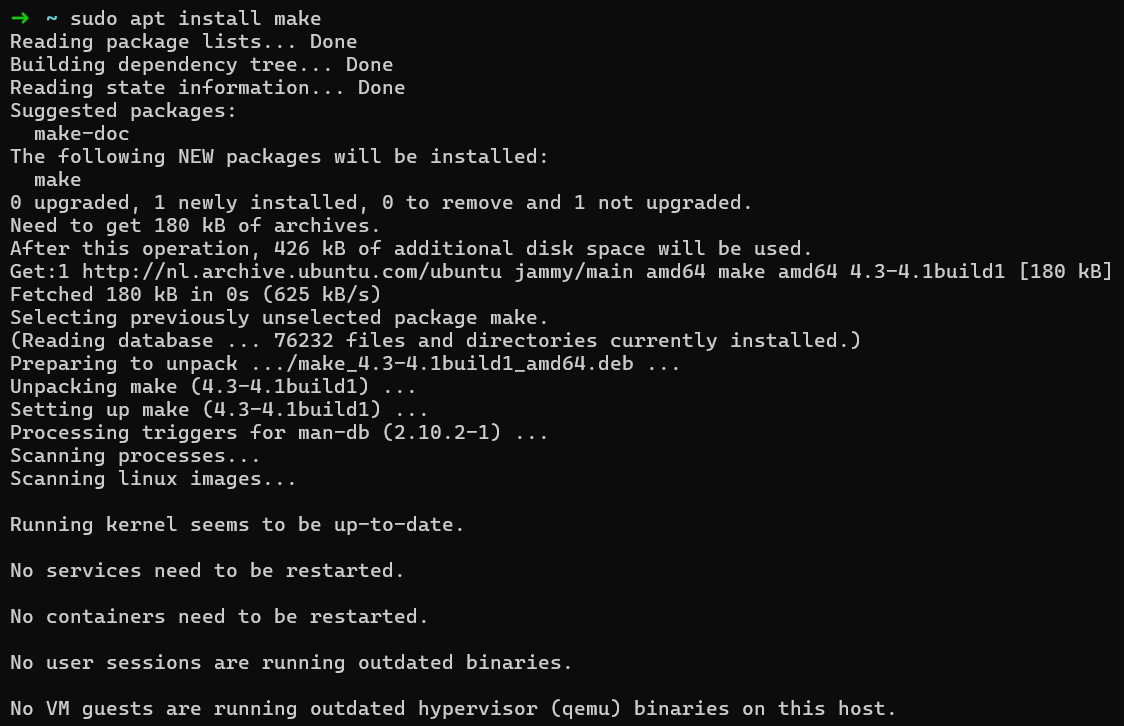 ➜ ~ sudo apt install make
Reading package lists... Done
Building dependency tree... Done
Reading state information... Done
Suggested packages:
  make-doc
The following NEW packages will be installed:
  make
0 upgraded, 1 newly installed, 0 to remove and 1 not upgraded.
Need to get 180 kB of archives.
After this operation, 426 kB of additional disk space will be used.
Get:1 http://nl.archive.ubuntu.com/ubuntu jammy/main amd64 make amd64 4.3-4.1build1 [180 kB]
Fetched 180 kB in 0s (625 kB/s)
Selecting previously unselected package make.
(Reading database ... 76232 files and directories currently installed.)
Preparing to unpack .../make_4.3-4.1build1_amd64.deb ...
Unpacking make (4.3-4.1build1) ...
Setting up make (4.3-4.1build1) ...
Processing triggers for man-db (2.10.2-1) ...
Scanning processes...
Scanning linux images...

Running kernel seems to be up-to-date.

No services need to be restarted.

No containers need to be restarted.

No user sessions are running outdated binaries.

No VM guests are running outdated hypervisor (qemu) binaries on this host.